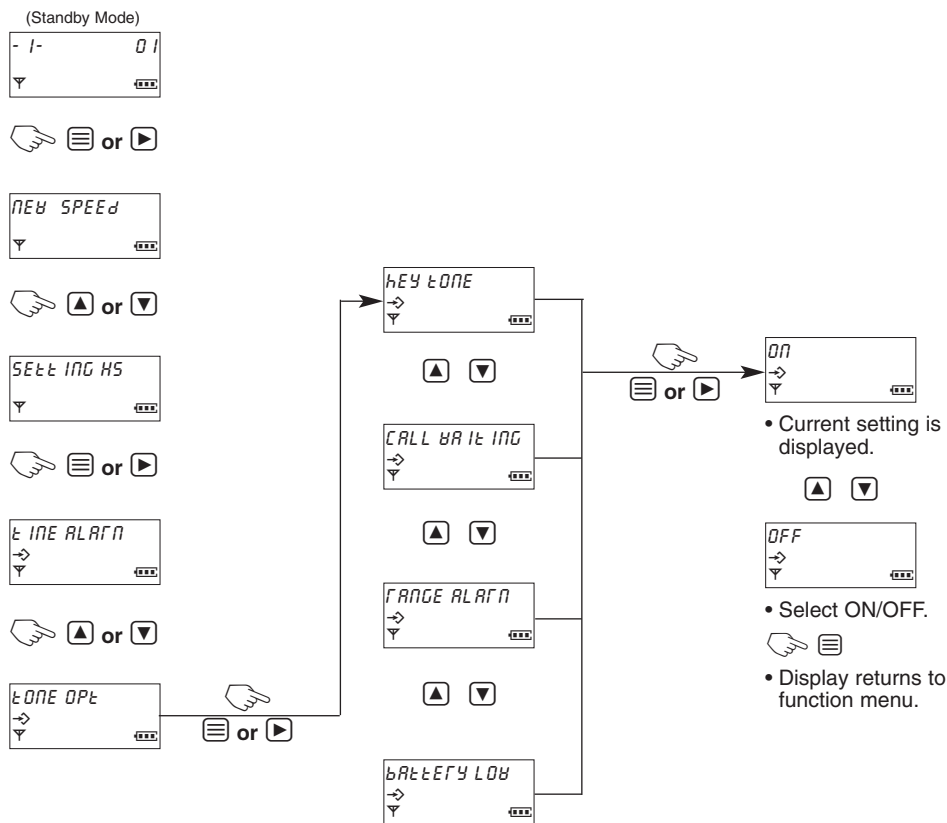 (Standby Mode)
- 1- 01
or
NEW SPEEd
or
SEttING HS
or
tIME ALArM
or
tONE OPt
or
kEY tONE
CALL WAItING
rANGE ALArM
bAttErY LOW
or
ON
• Current setting is
displayed.
OFF
• Select ON/OFF.
• Display returns to
function menu.